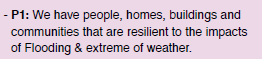 - P1: We have people, homes, buildings and
communities that are resilient to the impacts
of Flooding & extreme of weather.